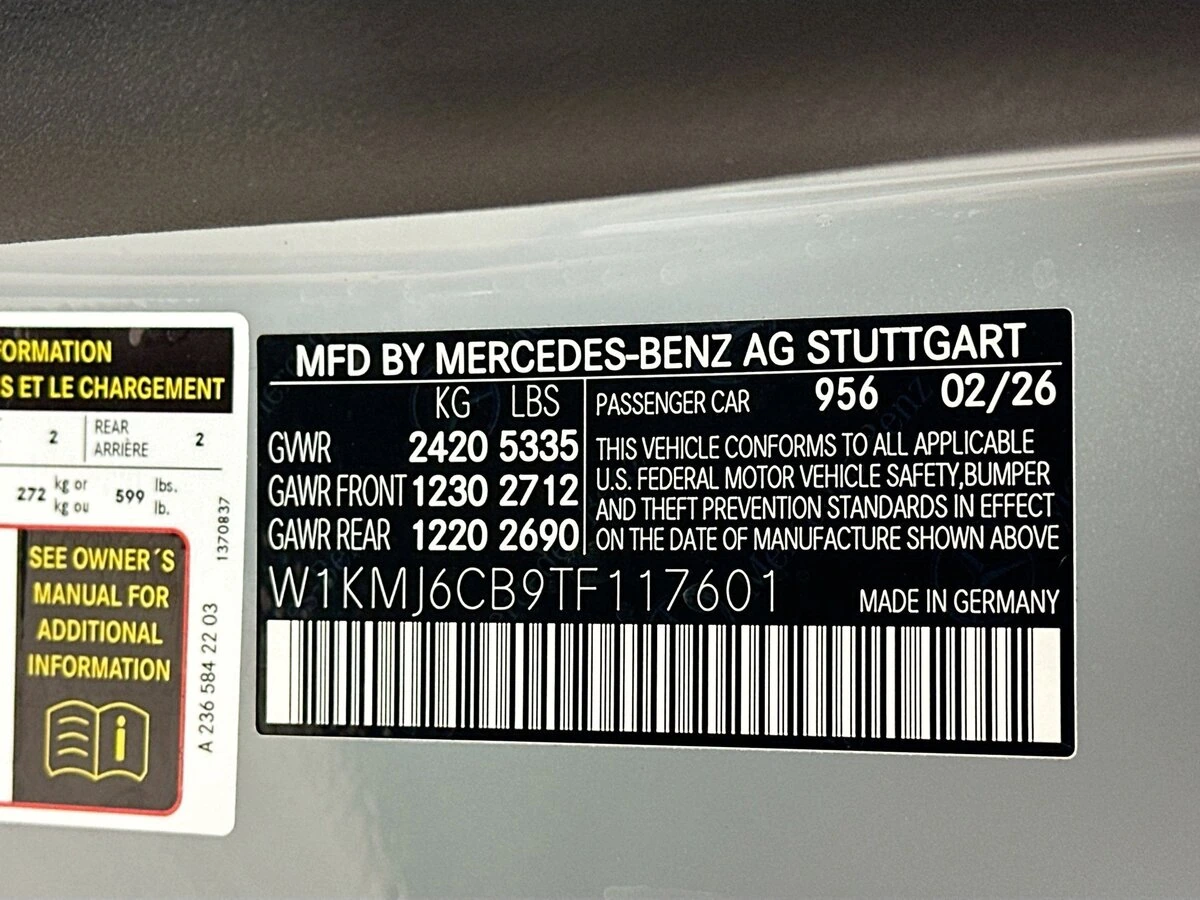 FORMATION
S ET LE CHARGEMENT
2
REAR
ARRIÈRE
2
272 kg or 599 lbs.
kg ou lb.
1370837
SEE OWNER´S
MANUAL FOR
ADDITIONAL
INFORMATION
A 236 584 22 03
MFD BY MERCEDES-BENZ AG STUTTGART
KG LBS
GVWR 2420 5335
GAWR FRONT 1230 2712
GAWR REAR 1220 2690
PASSENGER CAR 956 02/26
THIS VEHICLE CONFORMS TO ALL APPLICABLE
U.S. FEDERAL MOTOR VEHICLE SAFETY,BUMPER
AND THEFT PREVENTION STANDARDS IN EFFECT
ON THE DATE OF MANUFACTURE SHOWN ABOVE
W1KMJ6CB9TF117601
MADE IN GERMANY